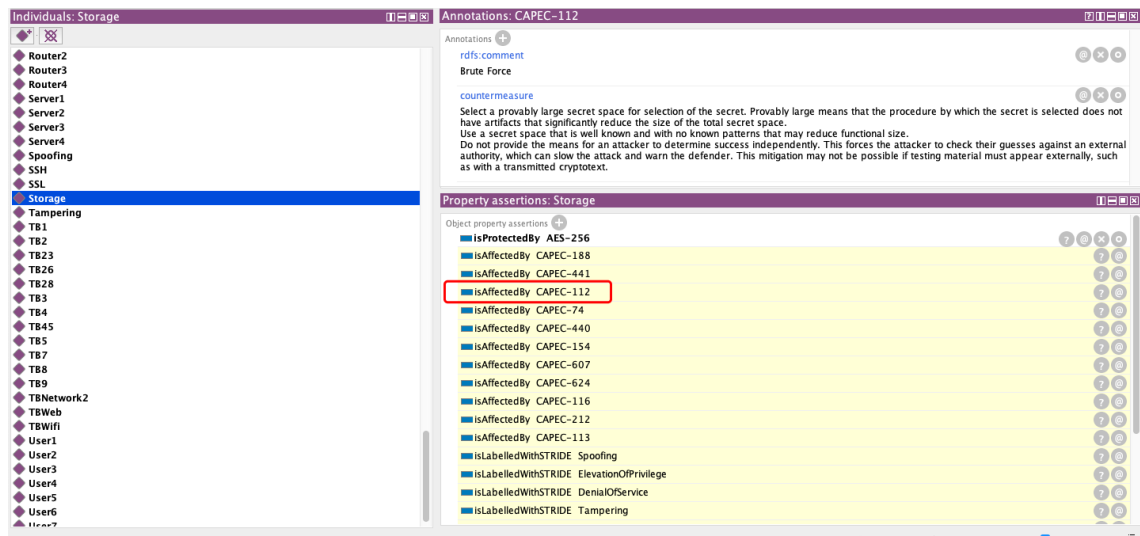 Individuals: Storage
Router2
Router3
Router4
Server1
Server2
Server3
Server4
Spoofing
SSH
SSL
Storage
Tampering
TB1
TB2
TB23
TB26
TB28
TB3
TB4
TB45
TB5
TB7
TB8
TB9
TBNetwork2
TBWeb
TBWifi
User1
User2
User3
User4
User5
User6
User7
Annotations: CAPEC-112
Annotations
rdfs:comment
Brute Force
countermeasure
Select a provably large secret space for selection of the secret. Provably large means that the procedure by which the secret is selected does not
have artifacts that significantly reduce the size of the total secret space.
Use a secret space that is well known and with no known patterns that may reduce functional size.
Do not provide the means for an attacker to determine success independently. This forces the attacker to check their guesses against an external
authority, which can slow the attack and warn the defender. This mitigation may not be possible if testing material must appear externally, such
as with a transmitted cryptotext.
Property assertions: Storage
Object property assertions
isProtectedBy AES-256
isAffectedBy CAPEC-188
isAffectedBy CAPEC-441
isAffectedBy CAPEC-112
isAffectedBy CAPEC-74
isAffectedBy CAPEC-440
isAffectedBy CAPEC-154
isAffectedBy CAPEC-607
isAffectedBy CAPEC-624
isAffectedBy CAPEC-116
isAffectedBy CAPEC-212
isAffectedBy CAPEC-113
isLabelledWithSTRIDE Spoofing
isLabelledWithSTRIDE ElevationOfPrivilege
isLabelledWithSTRIDE DenialOfService
isLabelledWithSTRIDE Tampering